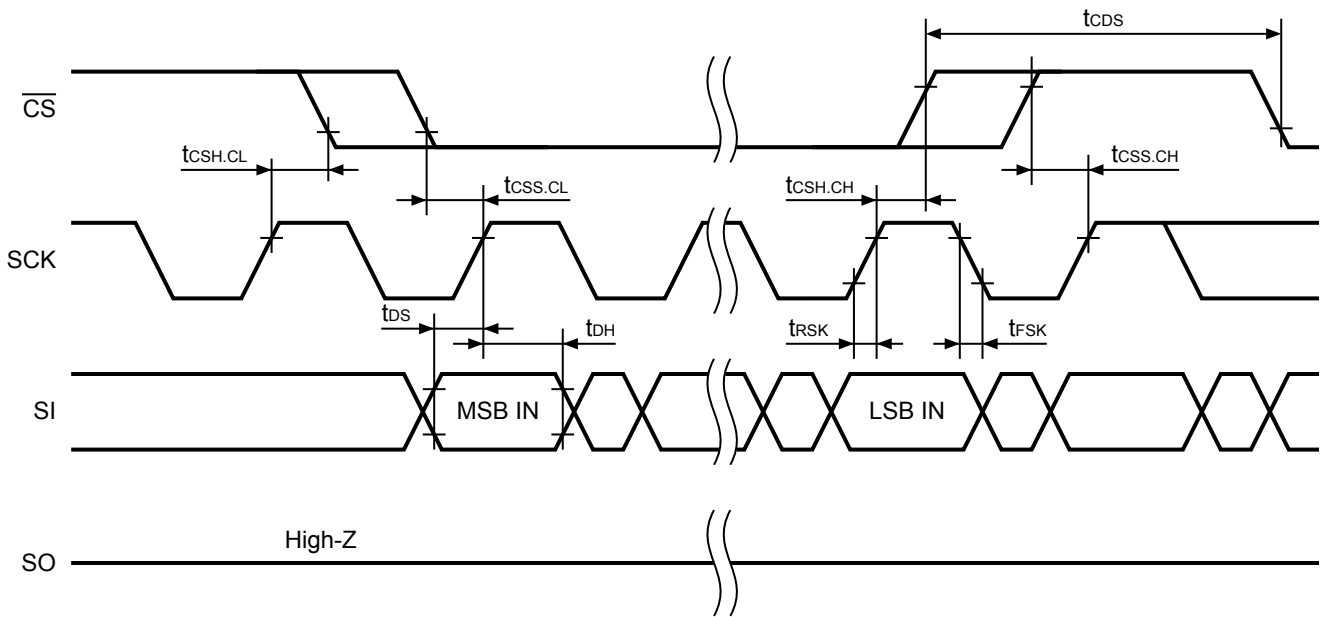 tCDS
CS
tCSH.CL
tCSS.CL
tCSH.CH
tCSS.CH
SCK
tDS
tDH
tRSK
tFSK
SI
MSB IN
LSB IN
High-Z
SO